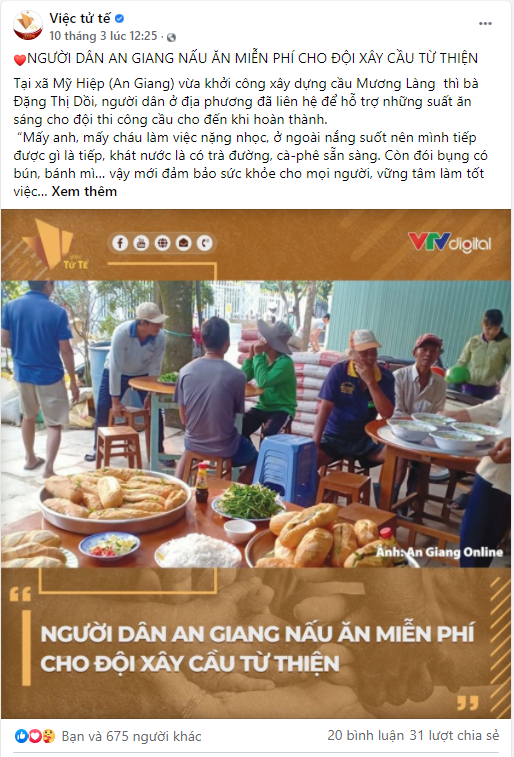 Việc tử tế
10 tháng 3 lúc 12:25 ·
NGƯỜI DÂN AN GIANG NẤU ĂN MIỄN PHÍ CHO ĐỘI XÂY CẦU TỪ THIỆN
Tại xã Mỹ Hiệp (An Giang) vừa khởi công xây dựng cầu Mương Làng thì bà
Đặng Thị Dồi, người dân ở địa phương đã liên hệ để hỗ trợ những suất ăn
sáng cho đội thi công cầu cho đến khi hoàn thành.
“Mấy anh, mấy cháu làm việc nặng nhọc, ở ngoài nắng suốt nên mình tiếp
được gì là tiếp, khát nước là có trà đường, cà-phê sẵn sàng. Còn đói bụng có
bún, bánh mì... vậy mới đảm bảo sức khỏe cho mọi người, vững tâm làm tốt
việc... Xem thêm
TỬ TẾ
VTVdigital
Ảnh: An Giang Online
NGƯỜI DÂN AN GIANG NẤU ĂN MIỄN PHÍ
CHO ĐỘI XÂY CẦU TỪ THIỆN
Bạn và 675 người khác
20 bình luận 31 lượt chia sẻ